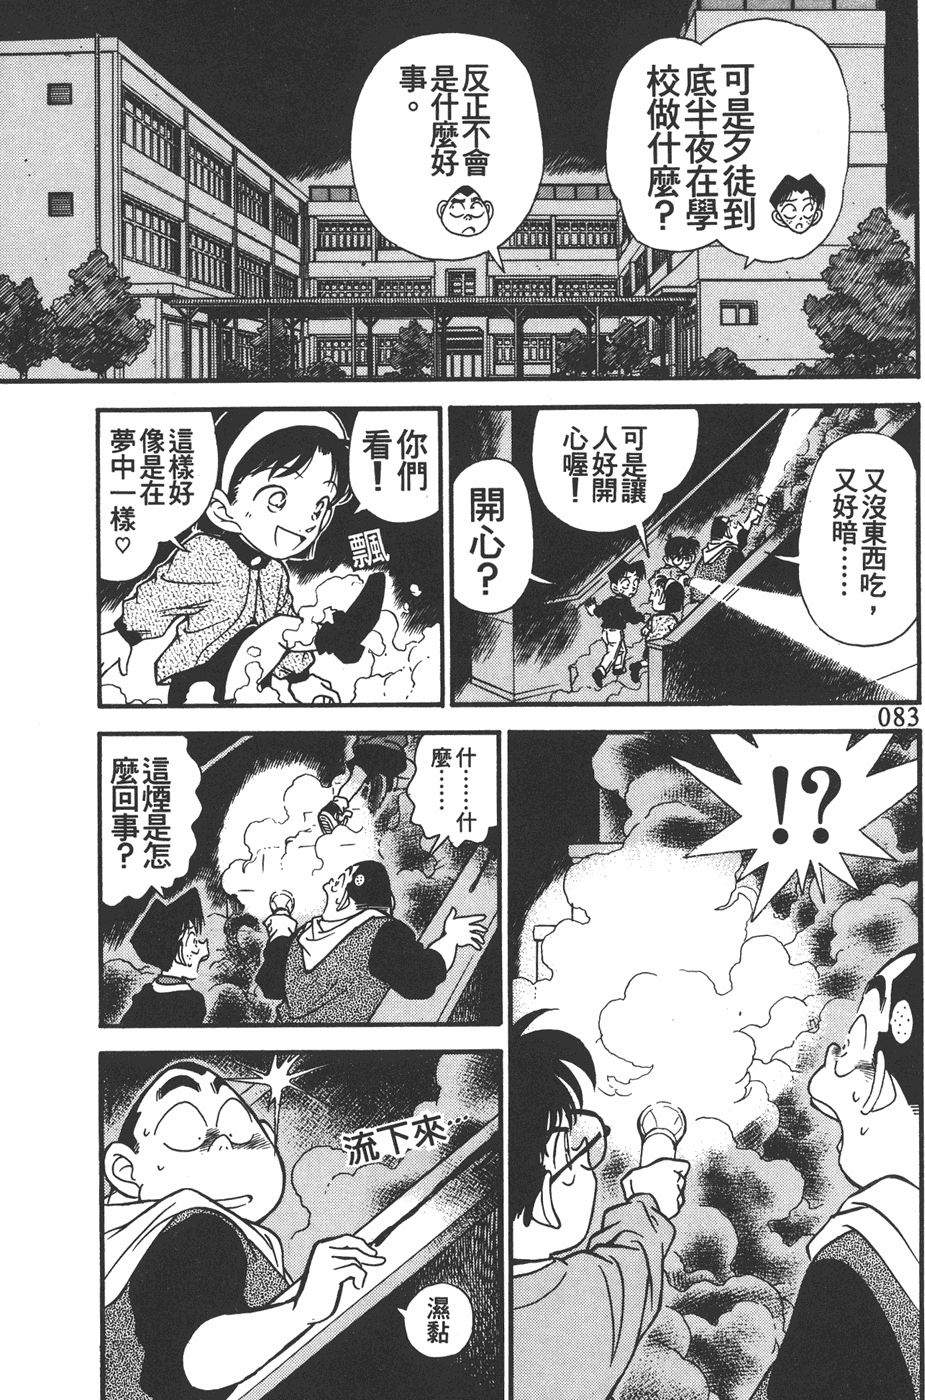 可是歹徒到
底半夜在學
校做什麼？
反正不會
是什麼好
事。
又沒東西吃，
又好暗……
可是讓
人好開
心喔！
開心？
你們
看！
飄
這樣好
像是在
夢中一樣♡
083
!?
什……什
麼……
這煙是怎
麼回事？
流下來…
濕黏